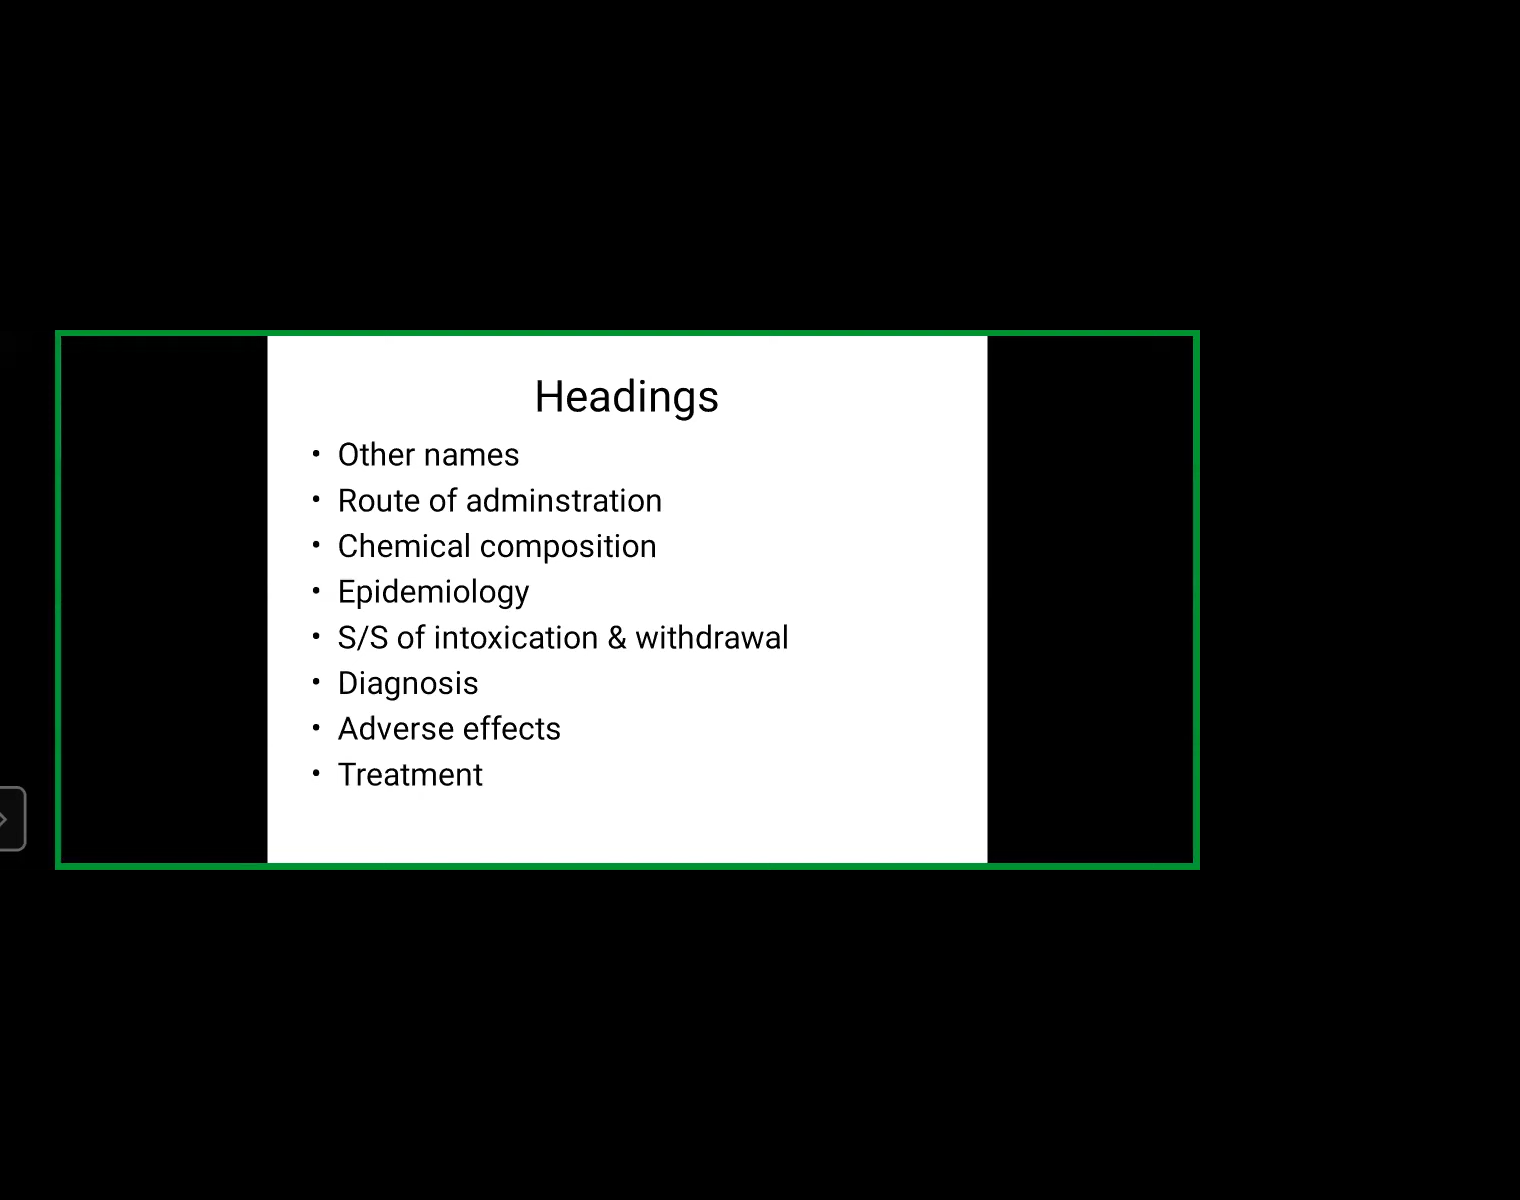 Headings
• Other names
• Route of adminstration
• Chemical composition
• Epidemiology
• S/S of intoxication & withdrawal
• Diagnosis
• Adverse effects
• Treatment